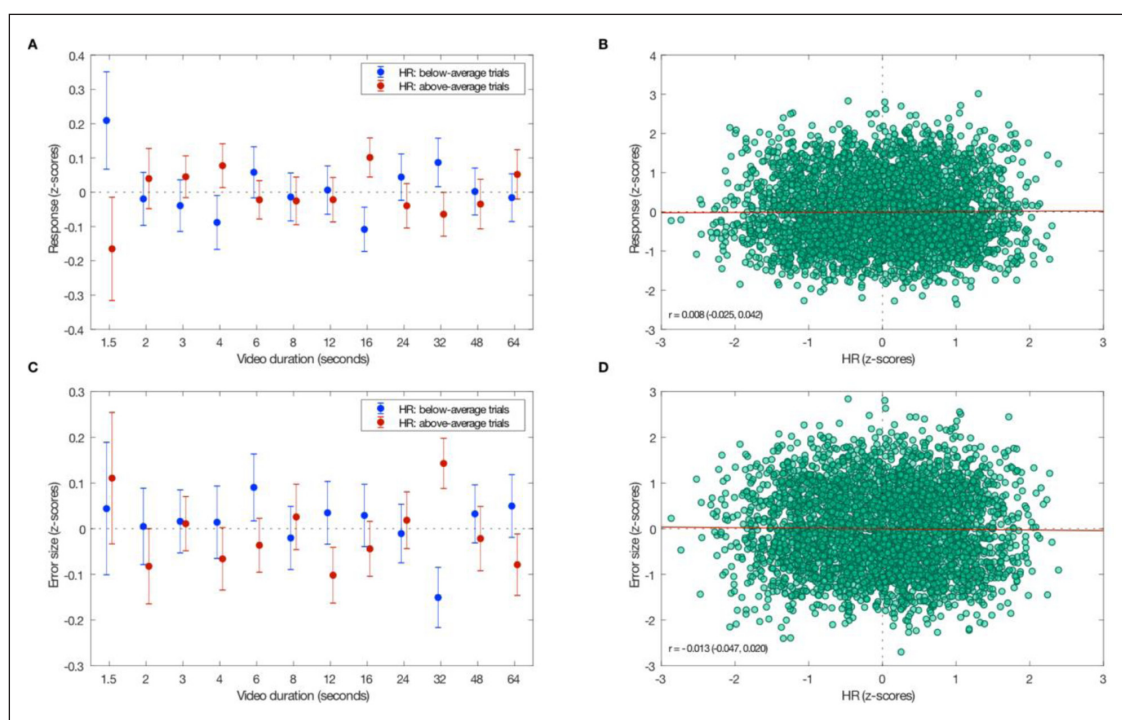 A
0.4
0.3
0.2
0.1
0
-0.1
-0.2
-0.3
0.4
Response (z-scores)
HR: below-average trials
HR: above-average trials
1.5 2 3 4 6 8 12 16 24 32 48 64
Video duration (seconds)
B
4
3
2
1
0
-1
-2
-3
Response (z-scores)
r = 0.008 (-0.025, 0.042)
-3 -2 -1 0 1 2 3
HR (z-scores)
C
0.3
0.2
0.1
0
-0.1
0.2
0.3
Error size (z-scores)
HR: below-average trials
HR: above-average trials
1.5 2 3 4 6 8 12 16 24 32 48 64
Video duration (seconds)
D
3
2
1
0
-1
-2
-3
Error size (z-scores)
r = - 0.013 (-0.047, 0.020)
-3 -2 -1 0 1 2 3
HR (z-scores)